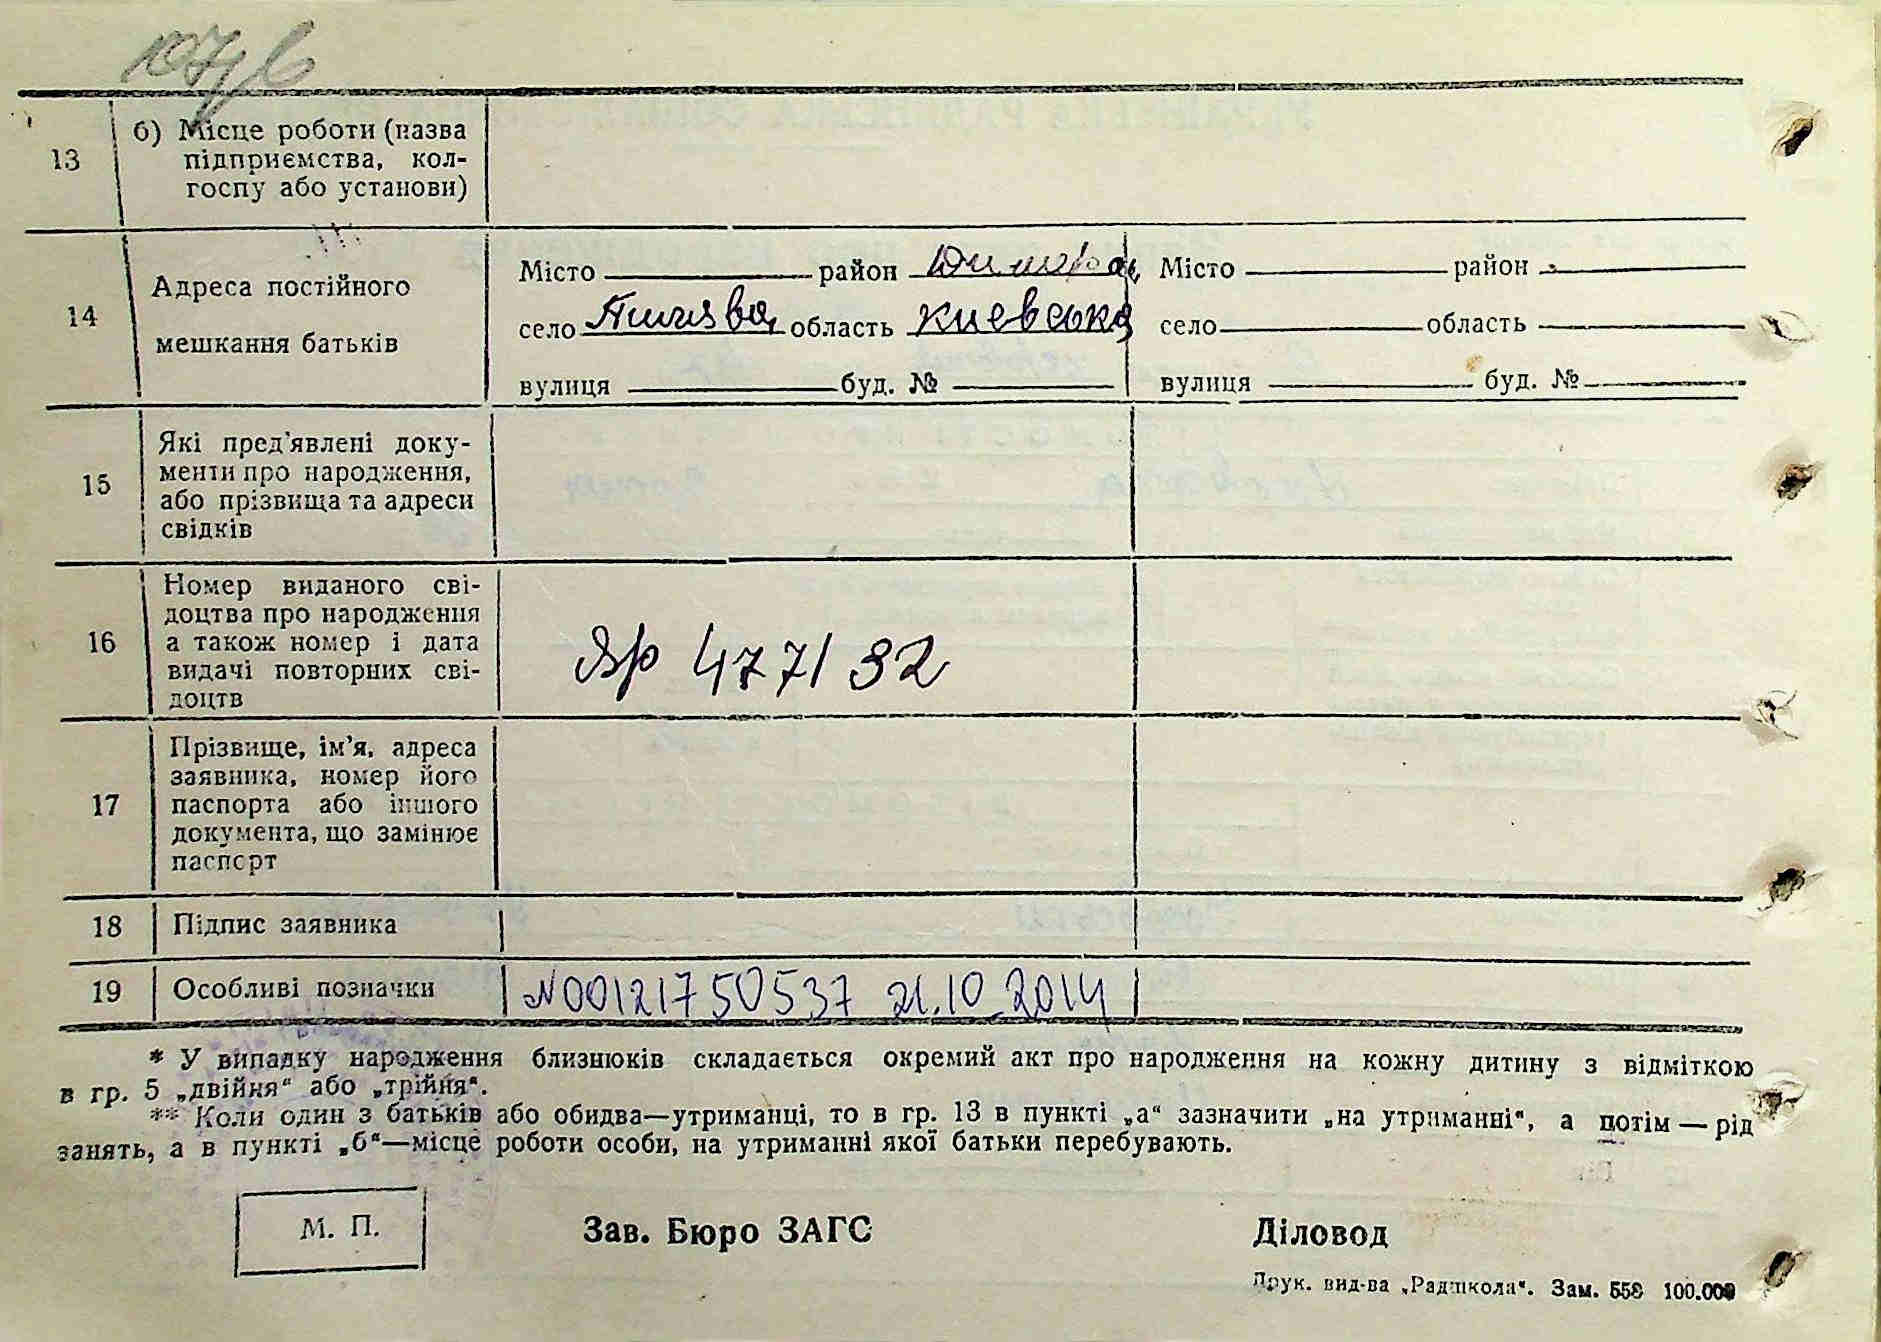 13
б) Місце роботи (назва
підприємства, кол-
госпу або установи)
14
Адреса постійного
мешкання батьків
Місто район
село область Киевська
вулиця буд. №
Місто район
село область
вулиця буд. №
15
Які пред'явлені доку-
менти про народження,
або прізвища та адреси
свідків
16
Номер виданого сві-
доцтва про народження
а також номер і дата
видачі повторних сві-
доцтв
ЯР 477132
17
Прізвище, ім'я, адреса
заявника, номер його
паспорта або іншого
документа, що замінює
паспорт
18
Підпис заявника
19
Особливі позначки
N00121750537 21.10.2014
* У випадку народження близнюків складається окремий акт про народження на кожну дитину з відміткою
в гр. 5 „двійня“ або „трійня“.
** Коли один з батьків або обидва—утриманці, то в гр. 13 в пункті „а“ зазначити „на утриманні“, а потім — рід
занять, а в пункті „б“—місце роботи особи, на утриманні якої батьки перебувають.
М. П.
Зав. Бюро ЗАГС
Діловод
Друк. вид-ва „Радшкола“. Зам. 558 100.000